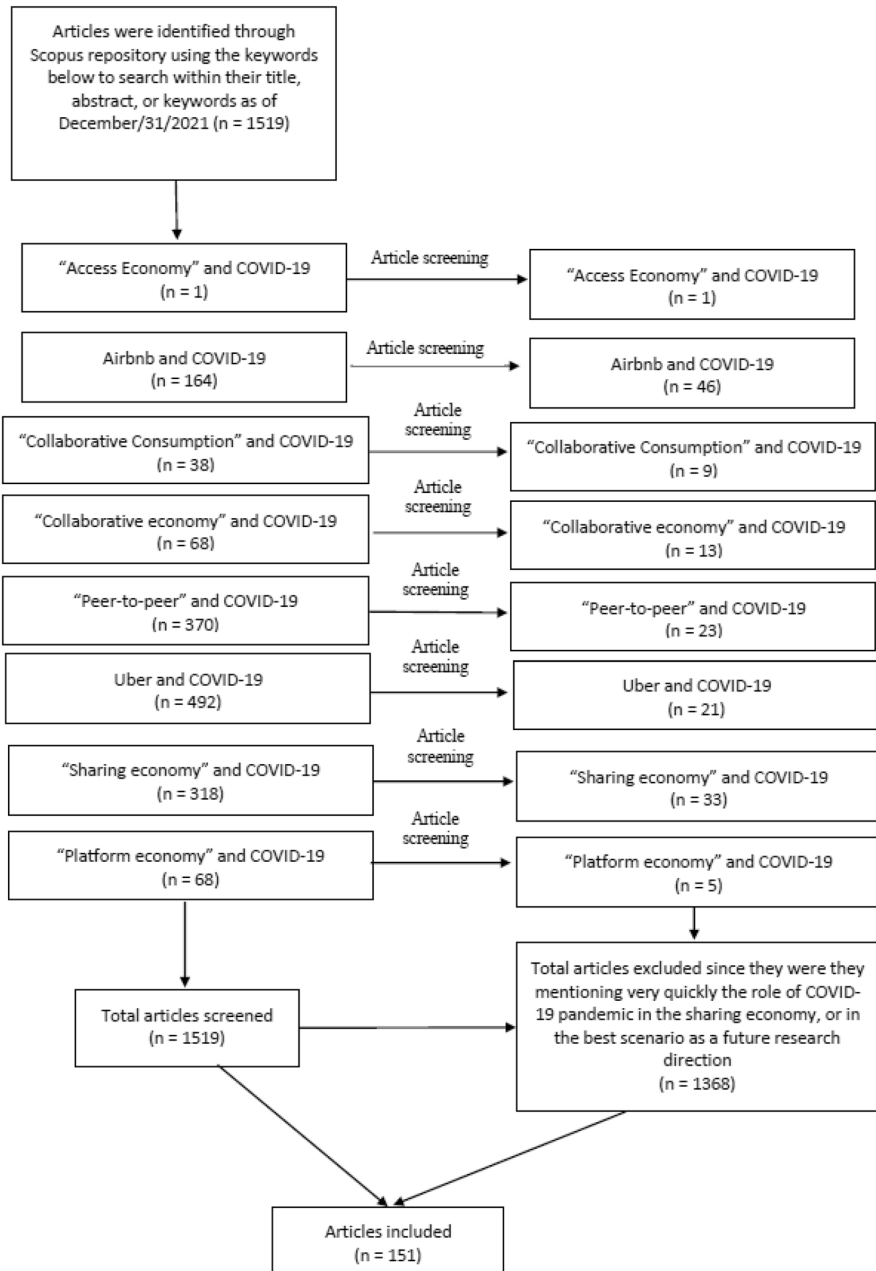 Articles were identified through
Scopus repository using the keywords
below to search within their title,
abstract, or keywords as of
December/31/2021 (n = 1519)
“Access Economy” and COVID-19
(n = 1)
Article screening
“Access Economy” and COVID-19
(n = 1)
Airbnb and COVID-19
(n = 164)
Article screening
Airbnb and COVID-19
(n = 46)
“Collaborative Consumption” and COVID-19
(n = 38)
Article
screening
“Collaborative Consumption” and COVID-19
(n = 9)
“Collaborative economy” and COVID-19
(n = 68)
Article
screening
“Collaborative economy” and COVID-19
(n = 13)
“Peer-to-peer” and COVID-19
(n = 370)
Article
screening
“Peer-to-peer” and COVID-19
(n = 23)
Uber and COVID-19
(n = 492)
Article
screening
Uber and COVID-19
(n = 21)
“Sharing economy” and COVID-19
(n = 318)
Article
screening
“Sharing economy” and COVID-19
(n = 33)
“Platform economy” and COVID-19
(n = 68)
Article
screening
“Platform economy” and COVID-19
(n = 5)
Total articles screened
(n = 1519)
Total articles excluded since they were they
mentioning very quickly the role of COVID-
19 pandemic in the sharing economy, or in
the best scenario as a future research
direction
(n = 1368)
Articles included
(n = 151)